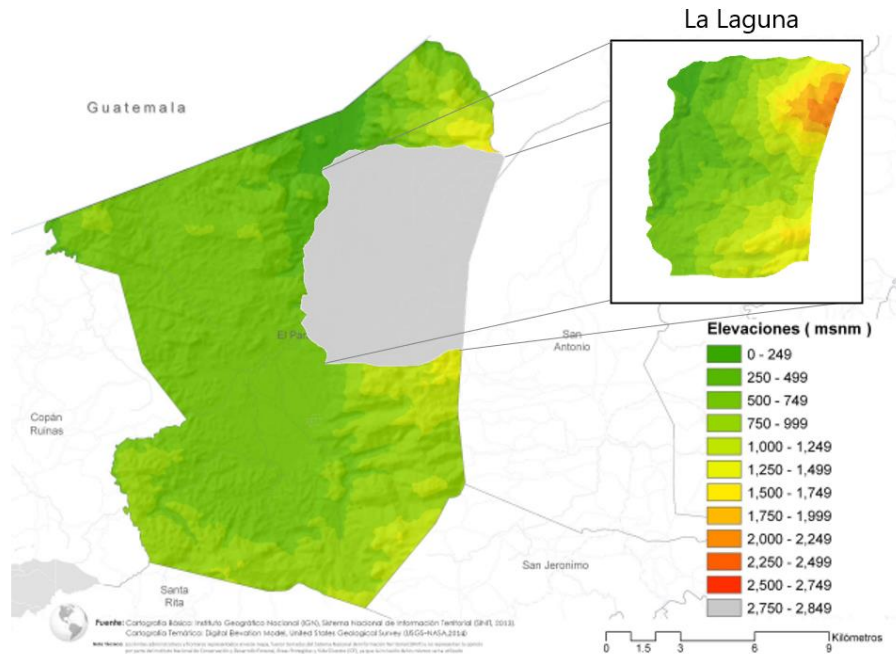 La Laguna
Guatemala
El Par
San
Antonio
Copán
Ruinas
San Jeronimo
Santa
Rita
Elevaciones ( msnm )
0 - 249
250 - 499
500 - 749
750 - 999
1,000 - 1,249
1,250 - 1,499
1,500 - 1,749
1,750 - 1,999
2,000 - 2,249
2,250 - 2,499
2,500 - 2,749
2,750 - 2,849
Fuente: Cartografía Básica: Instituto Geográfico Nacional (IGN), Sistema Nacional de Información Territorial (SINIT, 2013).
Cartografía Temática: Digital Elevation Model, United States Geological Survey (USGS-NASA,2014)
Kilómetros
0 1.5 3 6 9